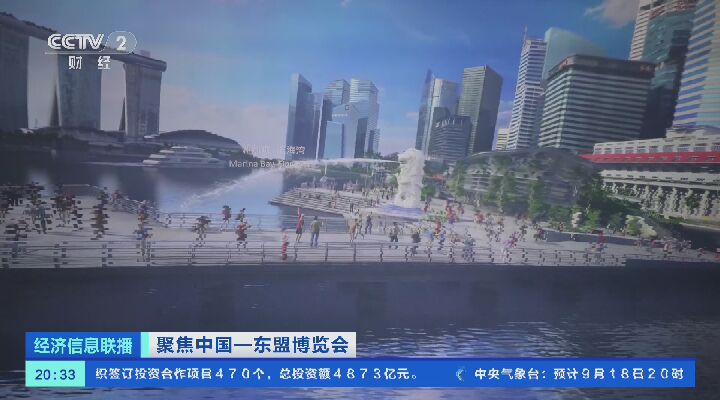 CCTV 2
财经
海湾
Marina Bay
经济信息联播
聚焦中国—东盟博览会
20:33
织签订投资合作项目470个，总投资额4873亿元。
中央气象台：预计9月18日20时